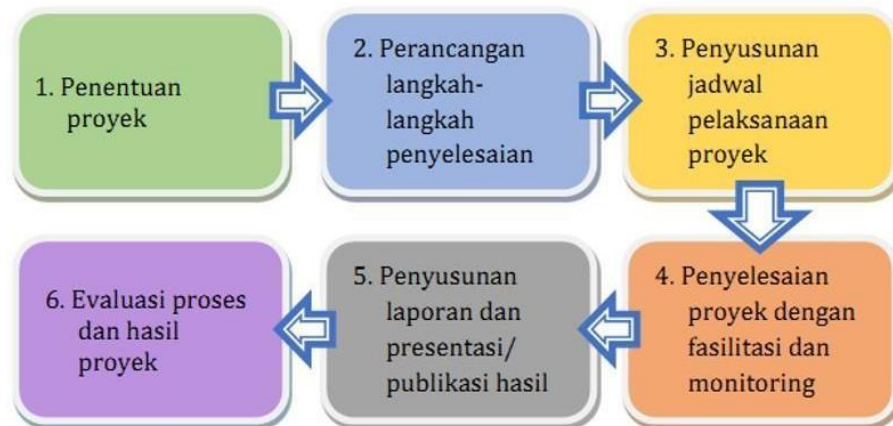 1. Penentuan
proyek
2. Perancangan
langkah-
langkah
penyelesaian
3. Penyusunan
jadwal
pelaksanaan
proyek
4. Penyelesaian
proyek dengan
fasilitasi dan
monitoring
5. Penyusunan
laporan dan
presentasi/
publikasi hasil
6. Evaluasi proses
dan hasil
proyek